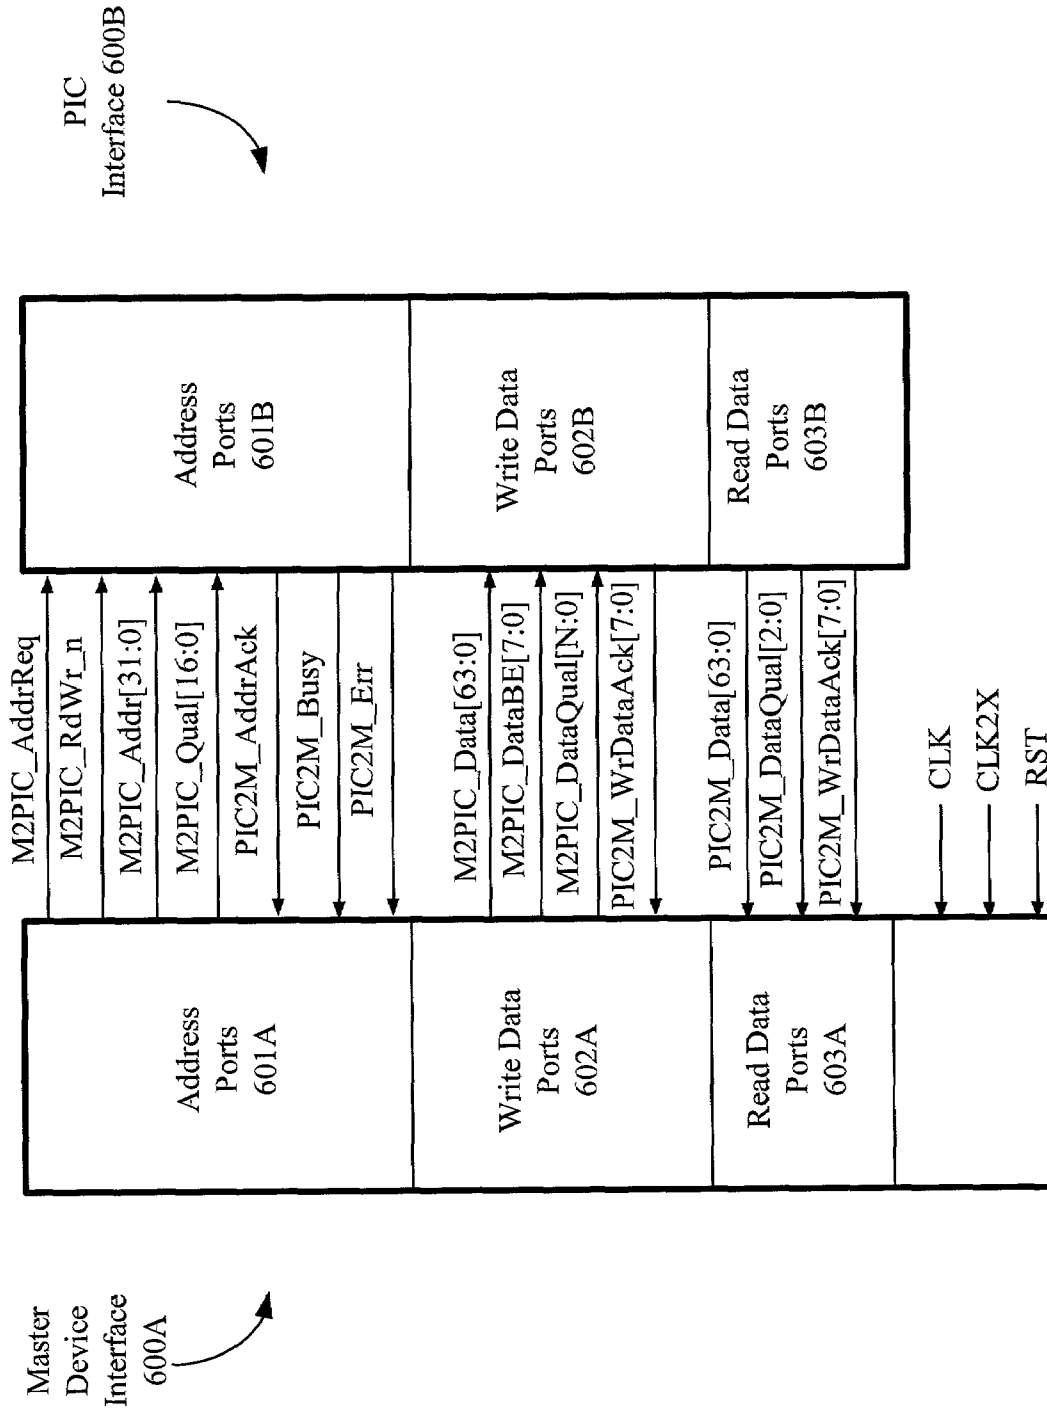 Master
Device
Interface
600A
PIC
Interface 600B
Address
Ports
601A
Write Data
Ports
602A
Read Data
Ports
603A
M2PIC_AddrReq
M2PIC_RdWr_n
M2PIC_Addr[31:0]
M2PIC_Qual[16:0]
PIC2M_AddrAck
PIC2M_Busy
PIC2M_Err
M2PIC_Data[63:0]
M2PIC_DataBE[7:0]
M2PIC_DataQual[N:0]
PIC2M_WrDataAck[7:0]
PIC2M_Data[63:0]
PIC2M_DataQual[2:0]
PIC2M_WrDataAck[7:0]
CLK
CLK2X
RST
Address
Ports
601B
Write Data
Ports
602B
Read Data
Ports
603B